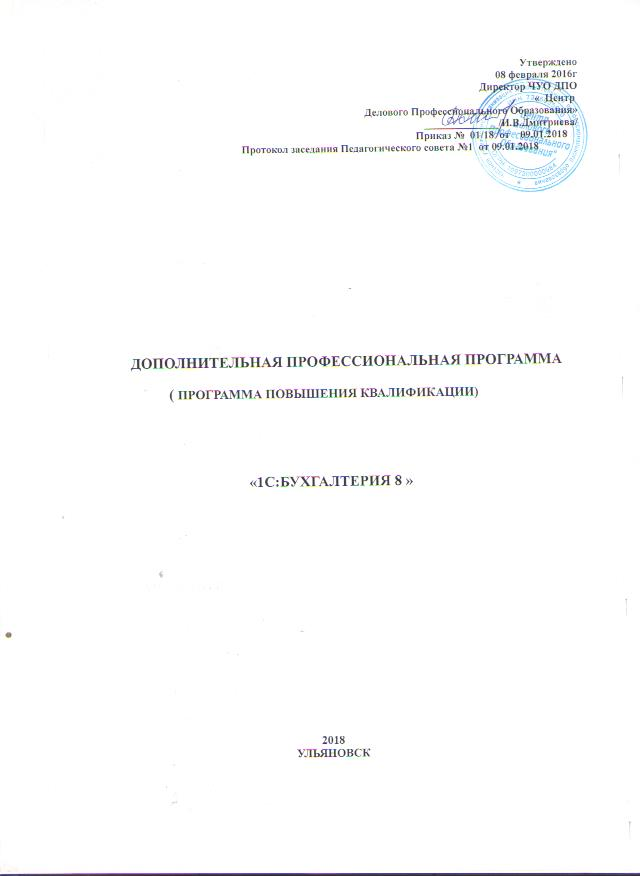 Утверждено
08 февраля 2016г
Директор ЧУО ДПО
« Центр
Делового Профессионального Образования»
/И.В.Дмитриева/
Приказ № 01/18/от 09.01.2018
Протокол заседания Педагогического совета №1 от 09.01.2018
ДОПОЛНИТЕЛЬНАЯ ПРОФЕССИОНАЛЬНАЯ ПРОГРАММА
( ПРОГРАММА ПОВЫШЕНИЯ КВАЛИФИКАЦИИ)
«1С:БУХГАЛТЕРИЯ 8 »
2018
УЛЬЯНОВСК